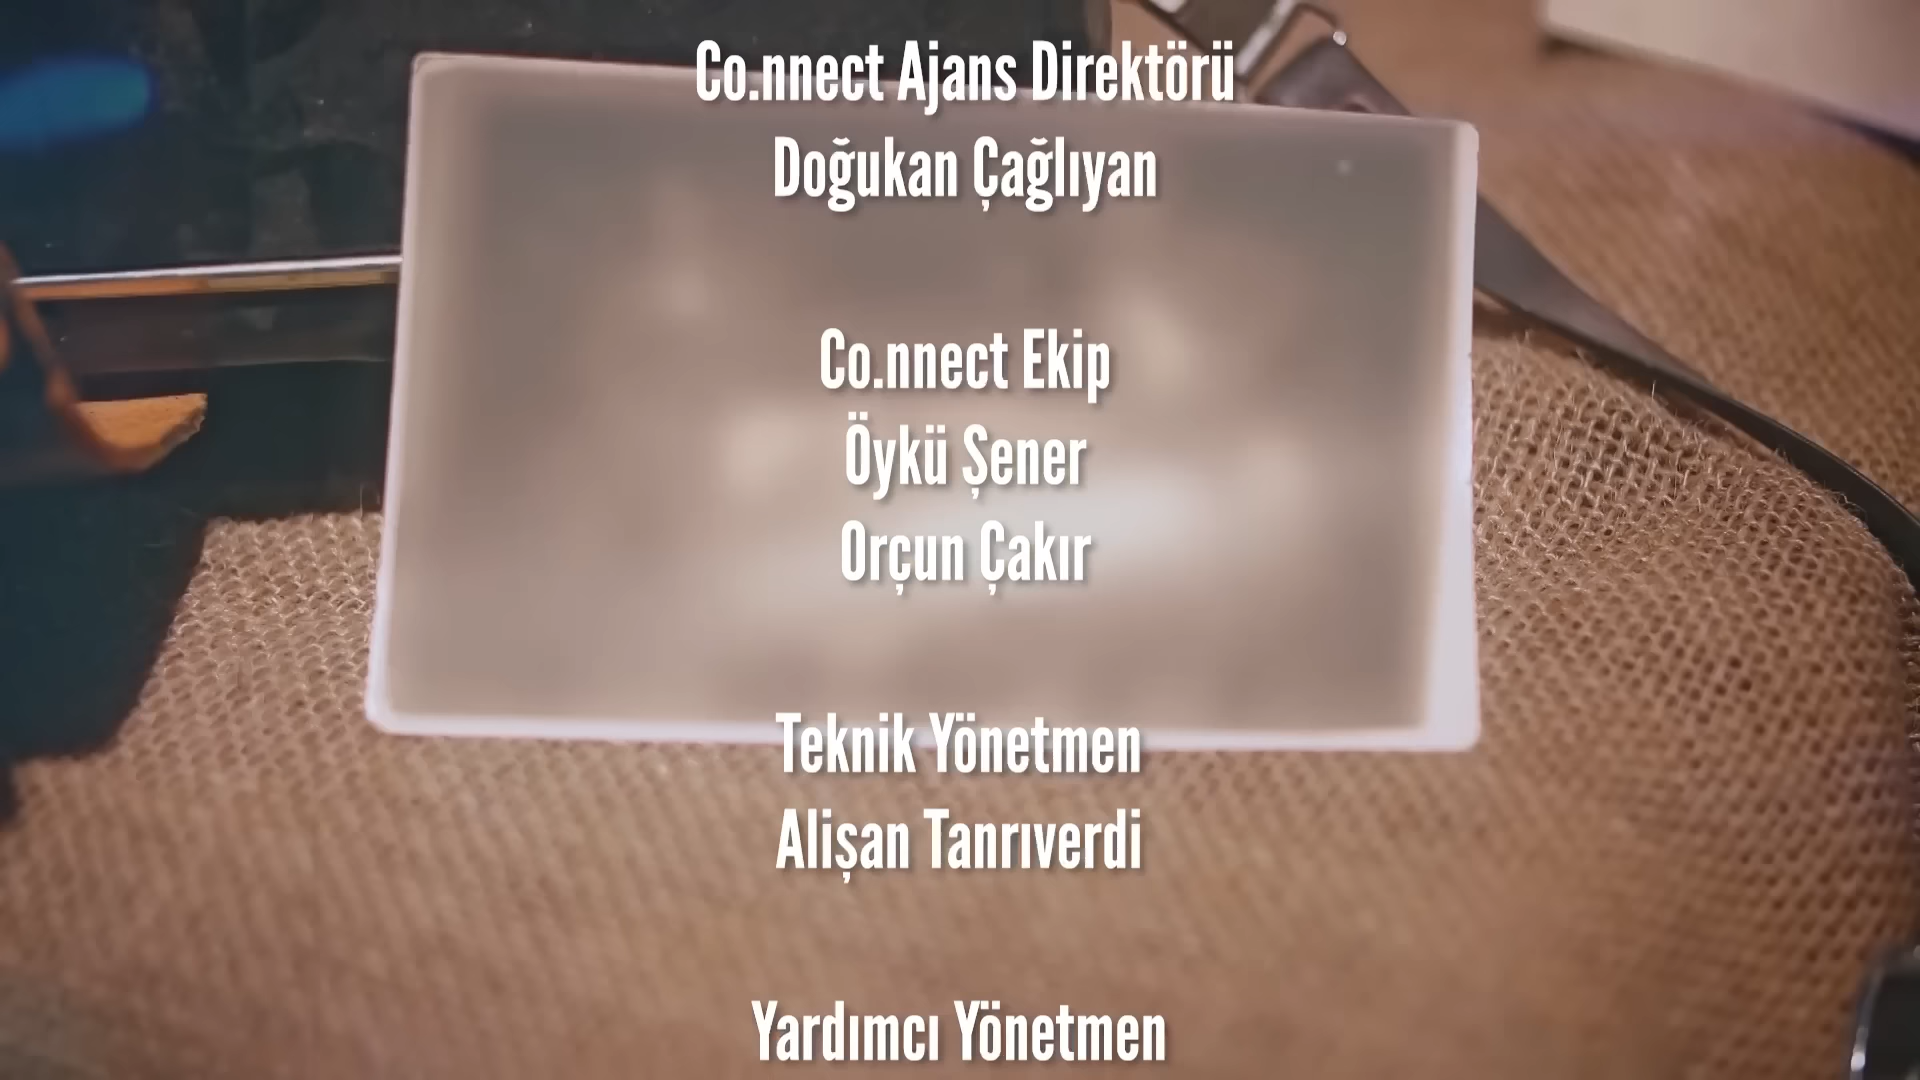 Co.nnect Ajans Direktörü
Doğukan Çağlıyan
Co.nnect Ekip
Öykü Şener
Orçun Çakır
Teknik Yönetmen
Alişan Tanrıverdi
Yardımcı Yönetmen